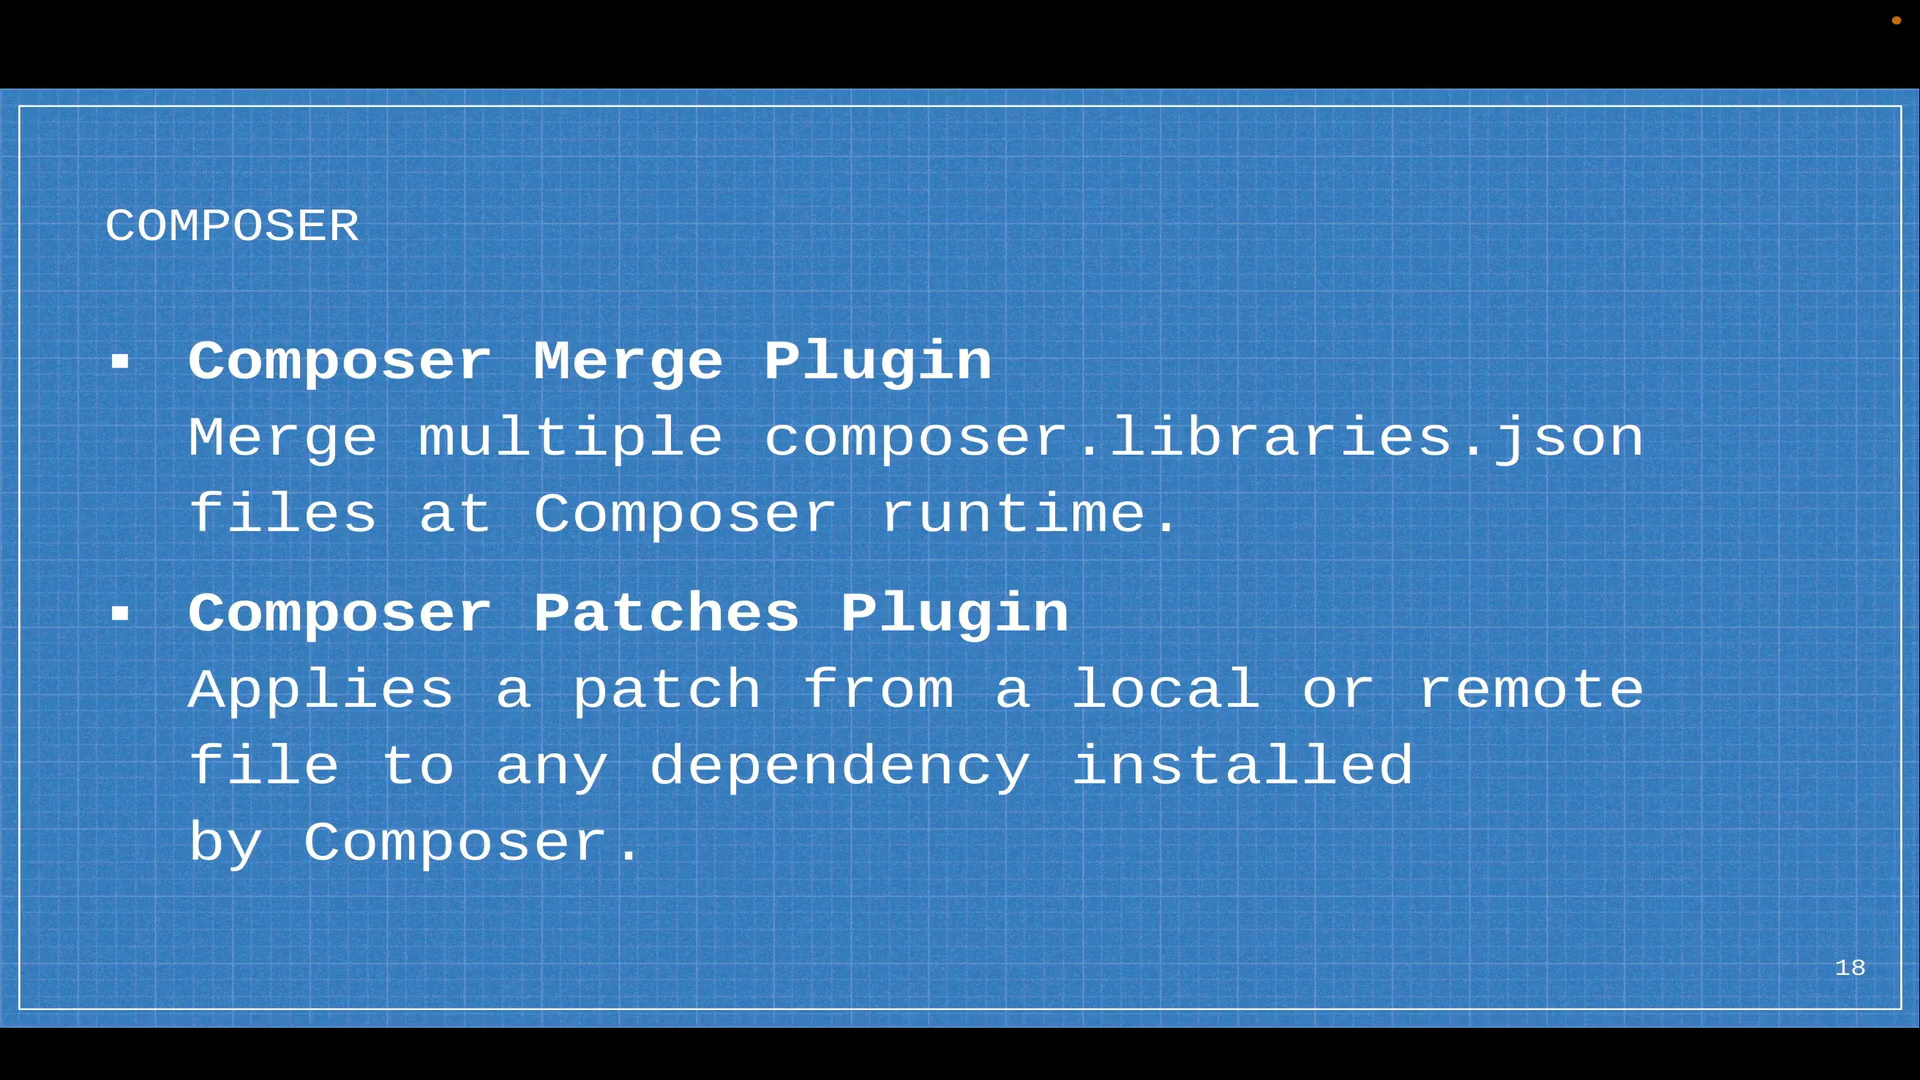 COMPOSER
▪ Composer Merge Plugin
Merge multiple composer.libraries.json
files at Composer runtime.
▪ Composer Patches Plugin
Applies a patch from a local or remote
file to any dependency installed
by Composer.
18